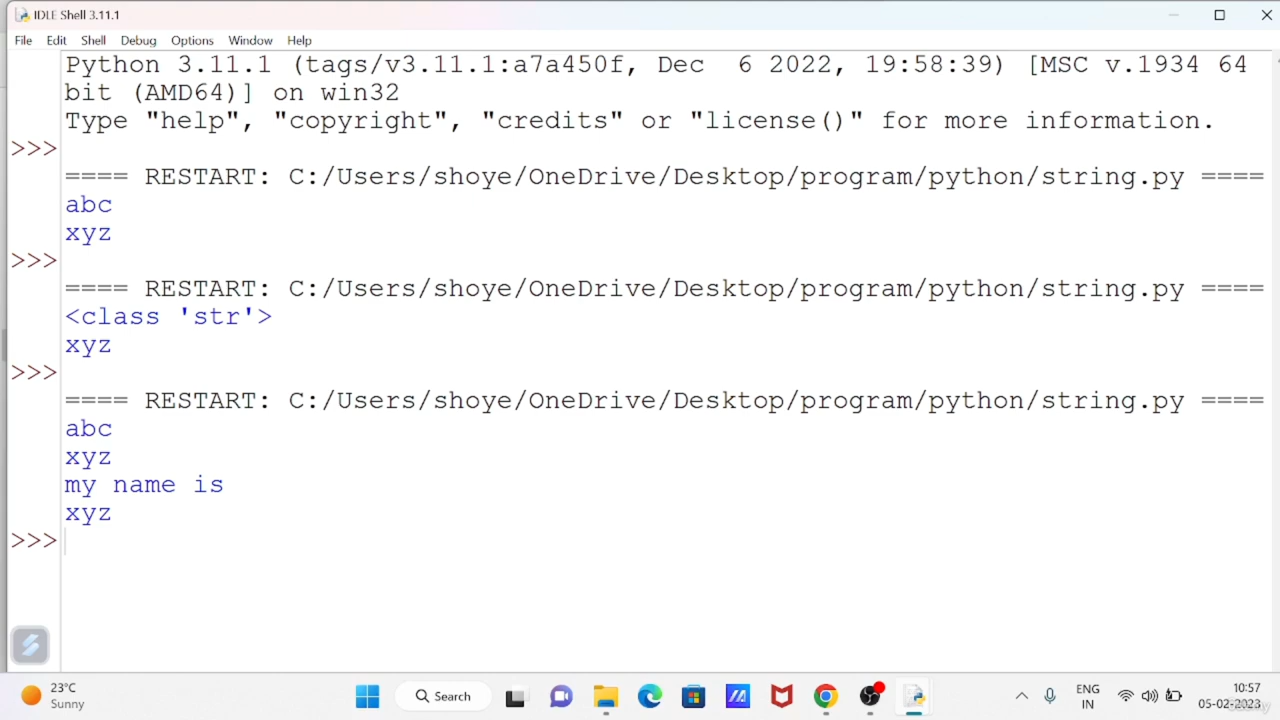 IDLE Shell 3.11.1
File Edit Shell Debug Options Window Help
Python 3.11.1 (tags/v3.11.1:a7a450f, Dec  6 2022, 19:58:39) [MSC v.1934 64
bit (AMD64)] on win32
Type "help", "copyright", "credits" or "license()" for more information.
>>>
==== RESTART: C:/Users/shoye/OneDrive/Desktop/program/python/string.py ====
abc
xyz
>>>
==== RESTART: C:/Users/shoye/OneDrive/Desktop/program/python/string.py ====
<class 'str'>
xyz
>>>
==== RESTART: C:/Users/shoye/OneDrive/Desktop/program/python/string.py ====
abc
xyz
my name is
xyz
>>>
23°C
Sunny
Search
ENG
IN
10:57
05-02-2023